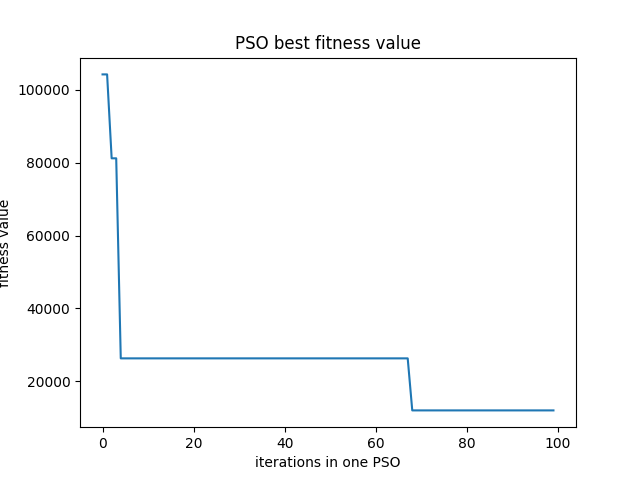 PSO best fitness value
100000
80000
60000
40000
20000
fitness value
0 20 40 60 80 100
iterations in one PSO